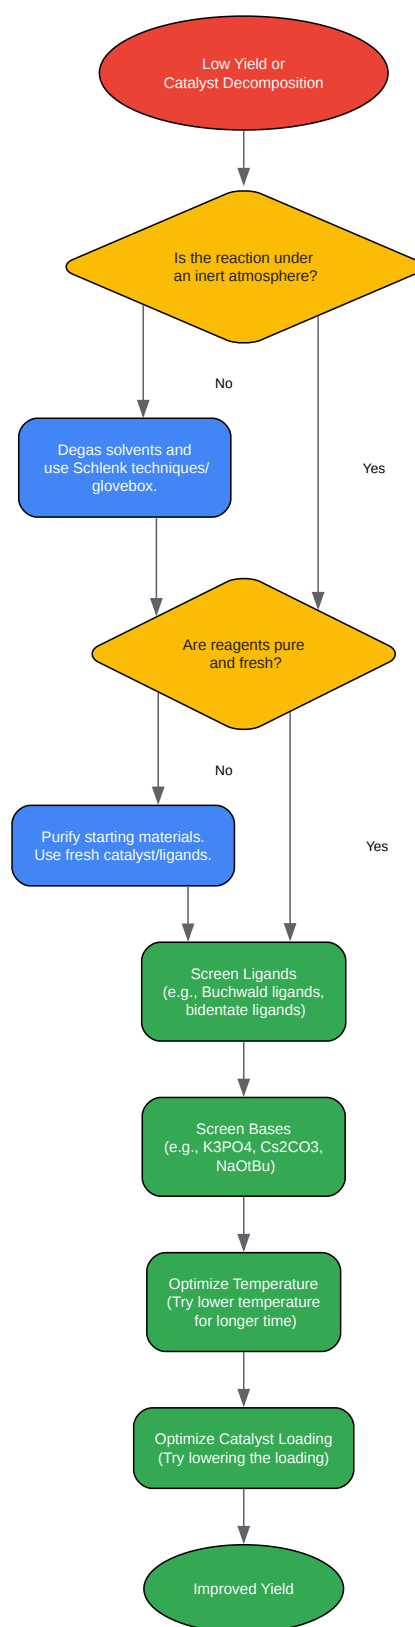 Low Yield or
Catalyst Decomposition
Is the reaction under
an inert atmosphere?
No
Degas solvents and
use Schlenk techniques/
glovebox.
Yes
Are reagents pure
and fresh?
No
Purify starting materials.
Use fresh catalyst/ligands.
Yes
Screen Ligands
(e.g., Buchwald ligands,
bidentate ligands)
Screen Bases
(e.g., K3PO4, Cs2CO3,
NaOtBu)
Optimize Temperature
(Try lower temperature
for longer time)
Optimize Catalyst Loading
(Try lowering the loading)
Improved Yield